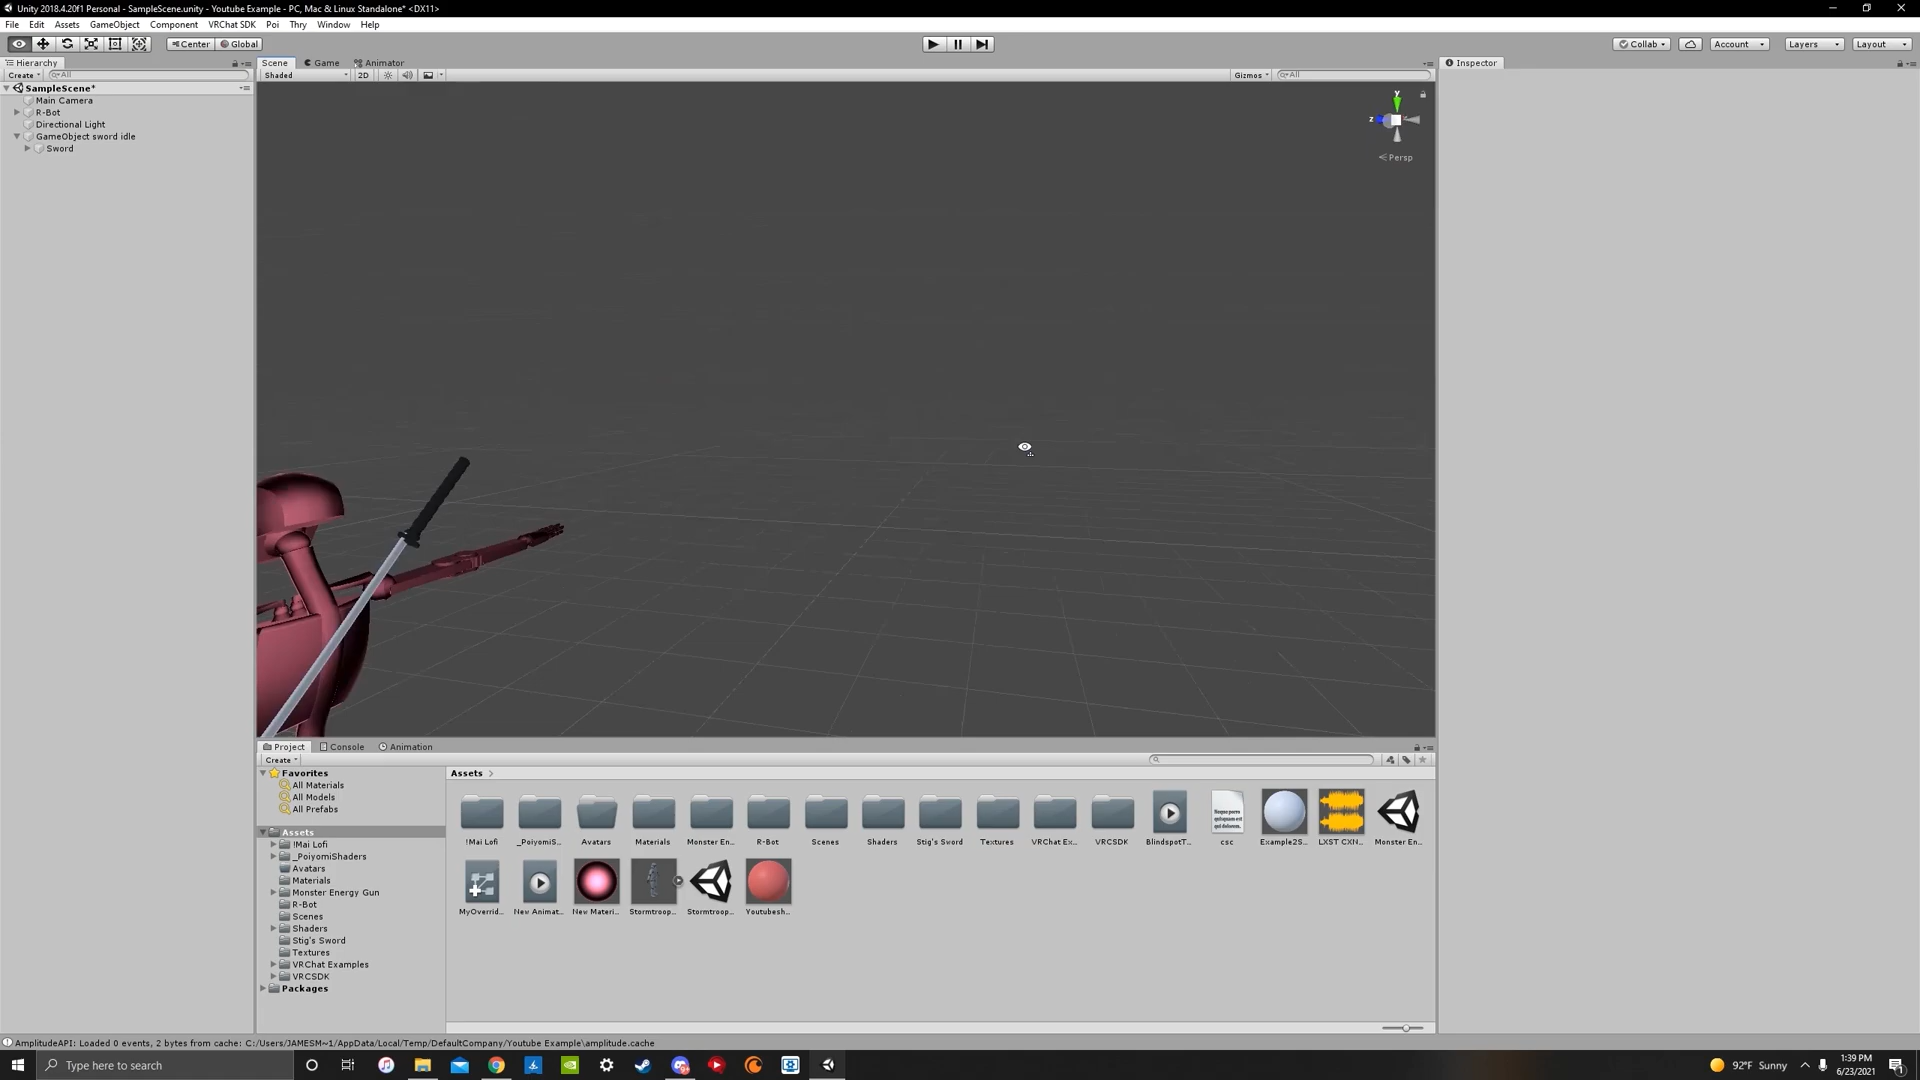 Unity 2018.4.20f1 Personal - SampleScene.unity - Youtube Example - PC, Mac & Linux Standalone* <DX11>
File Edit Assets GameObject Component VRChat SDK Poi Thry Window Help
Center Global Collab Account Layers Layout
Hierarchy Scene Game Animator Inspector
Create All Shaded 2D Gizmos All
SampleScene*
Main Camera
R-Bot
Directional Light
GameObject sword idle
Sword
y
z
Persp
Project Console Animation
Create
Favorites
All Materials
All Models
All Prefabs
Assets
!Mai Lofi
_PoiyomiShaders
Avatars
Materials
Monster Energy Gun
R-Bot
Scenes
Shaders
Stig's Sword
Textures
VRChat Examples
VRCSDK
Packages
Assets
!Mai Lofi _PoiyomiS... Avatars Materials Monster En... R-Bot Scenes Shaders Stig's Sword Textures VRChat Ex... VRCSDK BlindspotT... csc Example2S... LXST CXN... Monster En...
MyOverrid... New Animat... New Materi... Stormtroop... Stormtroop... Youtubesh...
AmplitudeAPI: Loaded 0 events, 2 bytes from cache: C:/Users/JAMESM~1/AppData/Local/Temp/DefaultCompany/Youtube Example\amplitude.cache
Type here to search
92°F Sunny
1:39 PM
6/23/2021